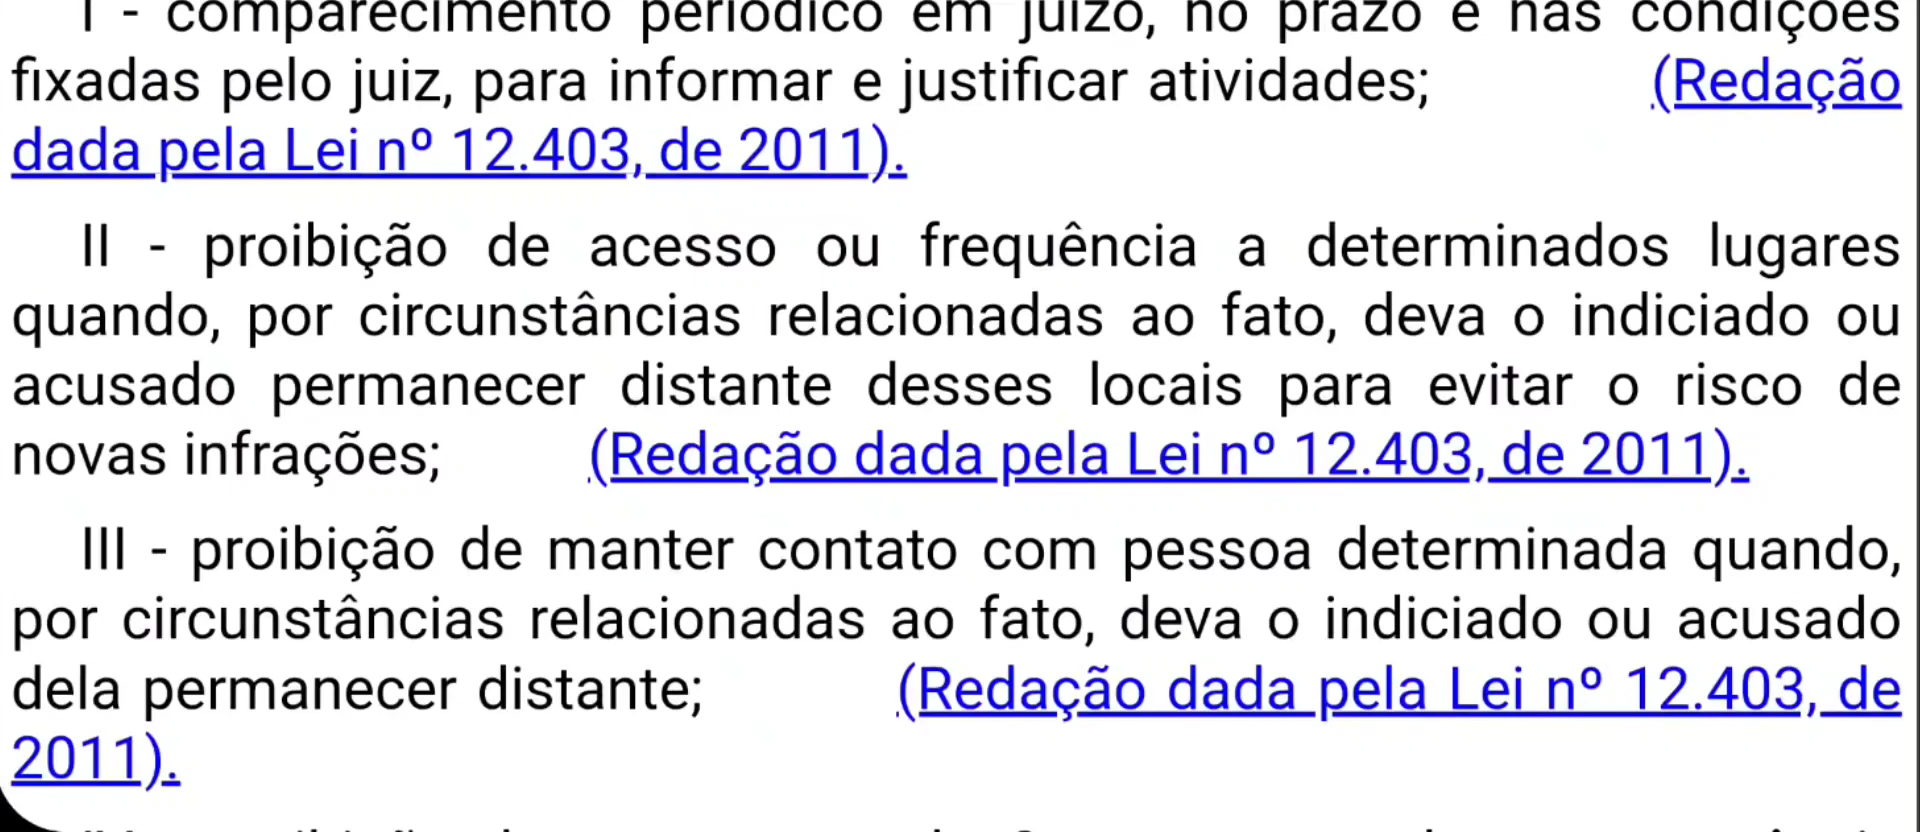 I - comparecimento periódico em juízo, no prazo e nas condições
fixadas pelo juiz, para informar e justificar atividades; (Redação
dada pela Lei nº 12.403, de 2011).
II - proibição de acesso ou frequência a determinados lugares
quando, por circunstâncias relacionadas ao fato, deva o indiciado ou
acusado permanecer distante desses locais para evitar o risco de
novas infrações; (Redação dada pela Lei nº 12.403, de 2011).
III - proibição de manter contato com pessoa determinada quando,
por circunstâncias relacionadas ao fato, deva o indiciado ou acusado
dela permanecer distante; (Redação dada pela Lei nº 12.403, de
2011).